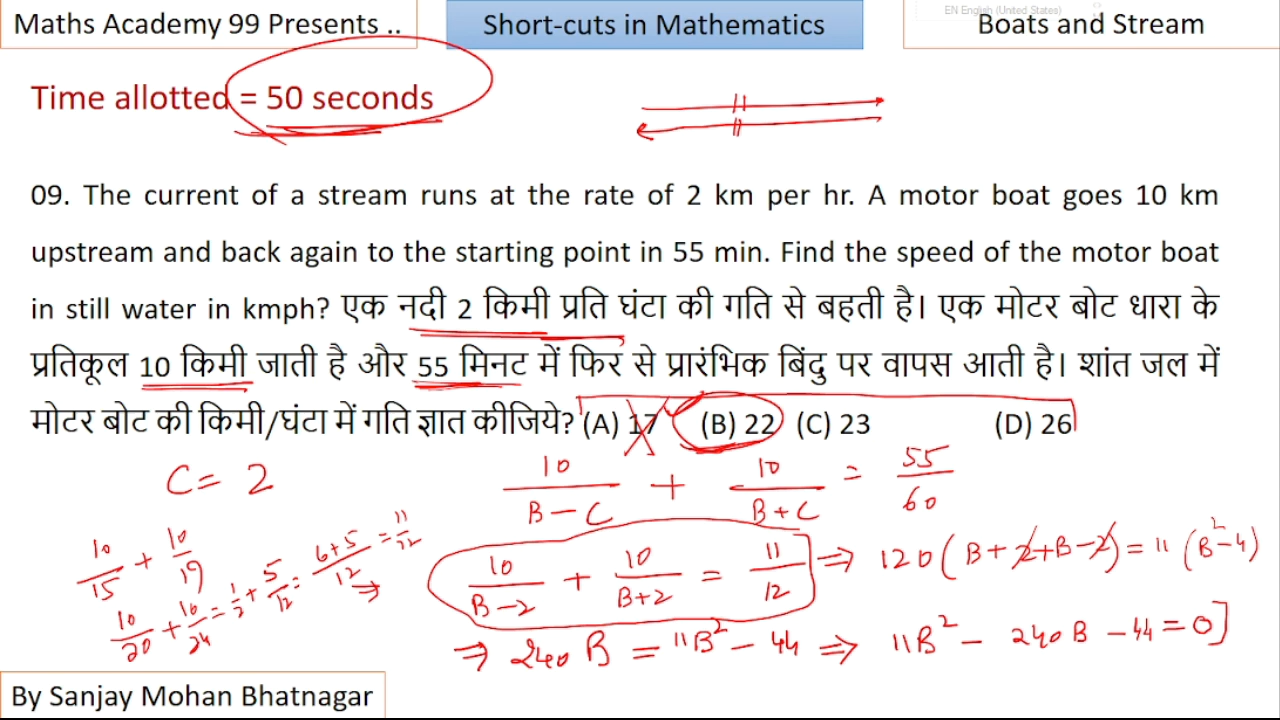 EN English (United States)
Maths Academy 99 Presents .. Short-cuts in Mathematics Boats and Stream
Time allotted = 50 seconds
09. The current of a stream runs at the rate of 2 km per hr. A motor boat goes 10 km
upstream and back again to the starting point in 55 min. Find the speed of the motor boat
in still water in kmph? एक नदी 2 किमी प्रति घंटा की गति से बहती है। एक मोटर बोट धारा के
प्रतिकूल 10 किमी जाती है और 55 मिनट में फिर से प्रारंभिक बिंदु पर वापस आती है। शांत जल में
मोटर बोट की किमी/घंटा में गति ज्ञात कीजिये? (A) 17 (B) 22 (C) 23 (D) 26
C = 2
10/(B - C) + 10/(B + C) = 55/60
10/15 + 10/19
10/20 + 10/24 = 1/2 + 5/12 = (6+5)/12 = 11/12
⇒ 10/(B-2) + 10/(B+2) = 11/12 ⇒ 120(B+2+B-2) = 11(B²-4)
⇒ 240B = 11B² - 44 ⇒ 11B² - 240B - 44 = 0]
By Sanjay Mohan Bhatnagar